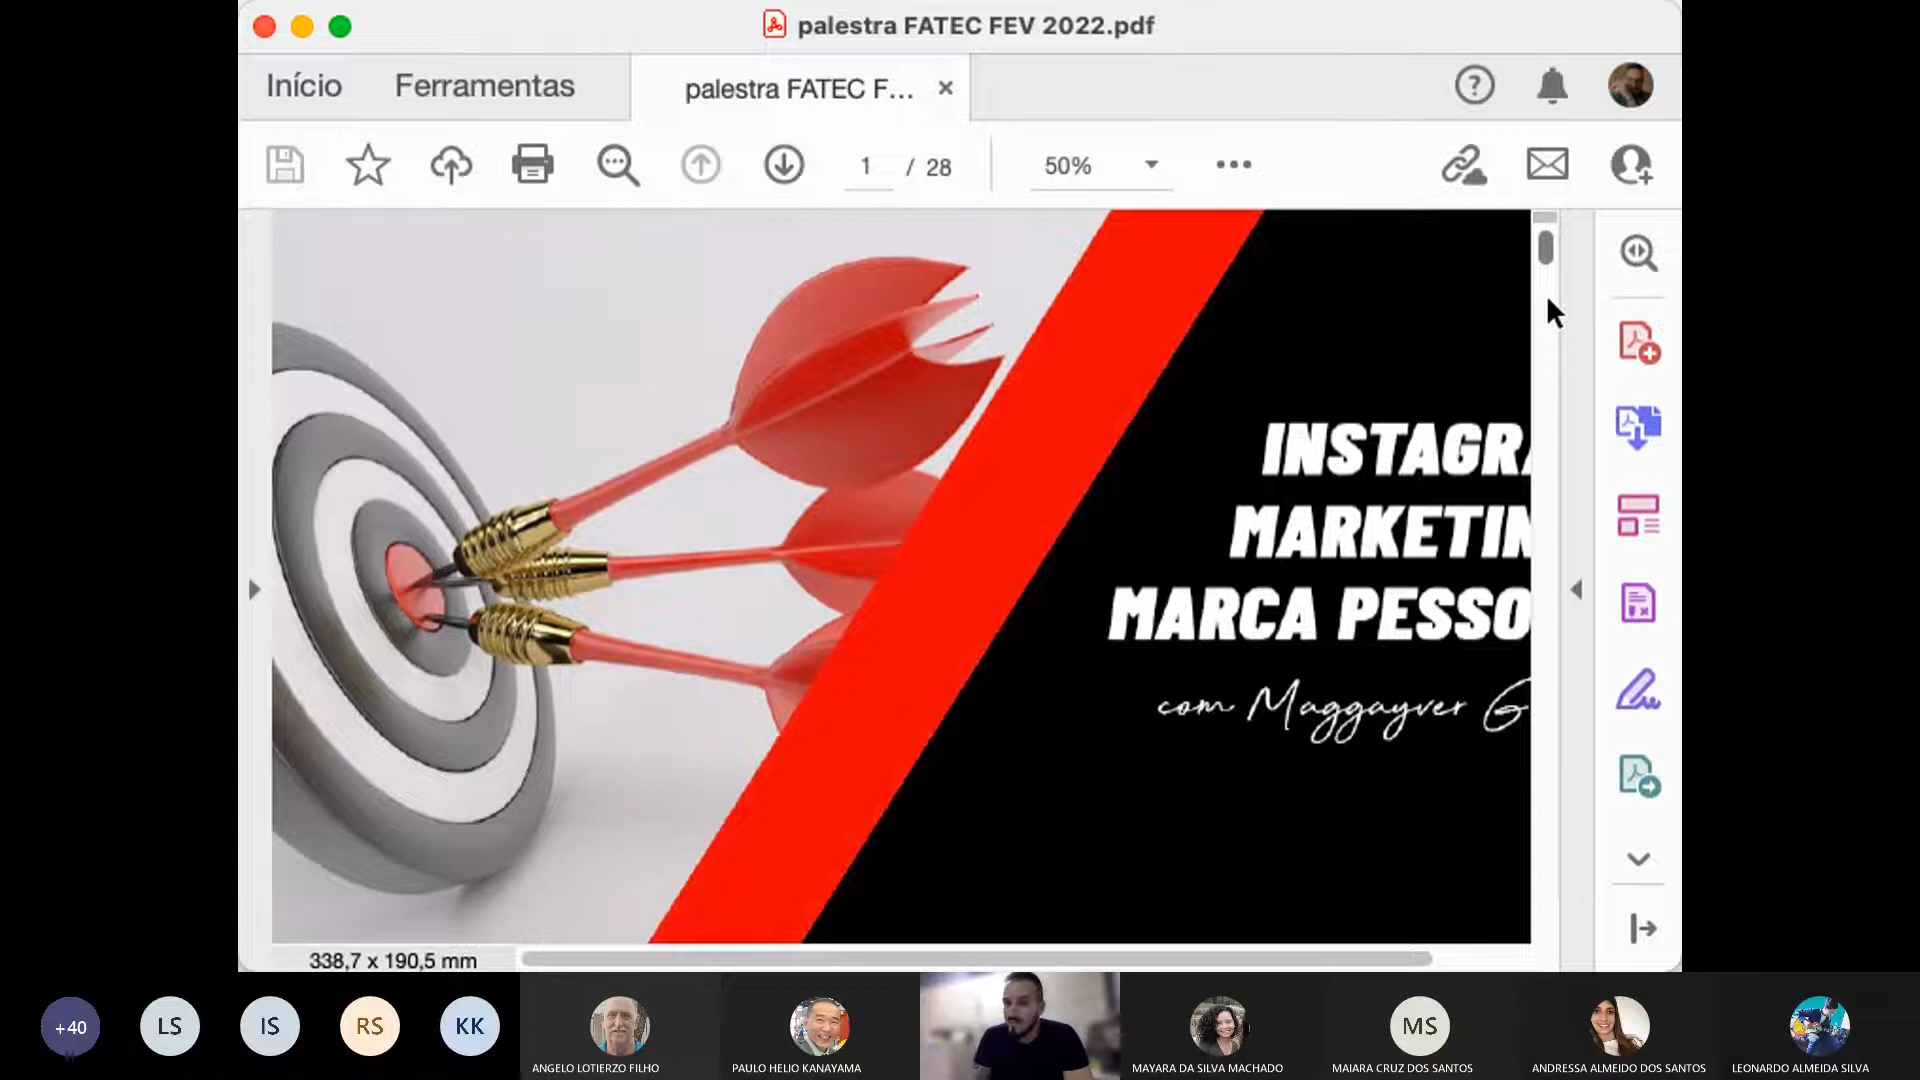 palestra FATEC FEV 2022.pdf
Início Ferramentas palestra FATEC F... ×
1 / 28 50%
INSTAGRA
MARKETIN
MARCA PESSO
com Maggayver G
338,7 x 190,5 mm
+40 LS IS RS KK MS
ANGELO LOTIERZO FILHO PAULO HELIO KANAYAMA MAYARA DA SILVA MACHADO MAIARA CRUZ DOS SANTOS ANDRESSA ALMEIDO DOS SANTOS LEONARDO ALMEIDA SILVA